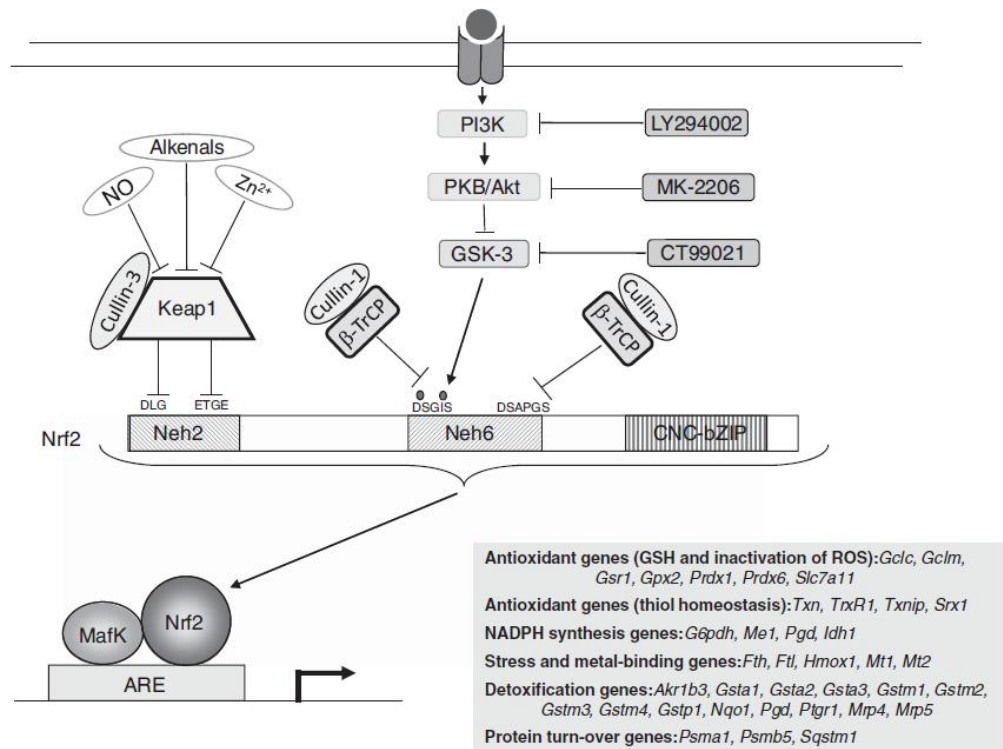 PI3K
LY294002
Alkenals
NO
Zn²⁺
PKB/Akt
MK-2206
GSK-3
CT99021
Cullin-3
Keap1
Cullin-1
β-TrCP
Cullin-1
β-TrCP
DLG
ETGE
DSGIS
DSAPGS
Nrf2
Neh2
Neh6
CNC-bZIP
MafK
Nrf2
ARE
Antioxidant genes (GSH and inactivation of ROS):Gclc, Gclm,
Gsr1, Gpx2, Prdx1, Prdx6, Slc7a11
Antioxidant genes (thiol homeostasis):Txn, TrxR1, Txnip, Srx1
NADPH synthesis genes:G6pdh, Me1, Pgd, Idh1
Stress and metal-binding genes:Fth, Ftl, Hmox1, Mt1, Mt2
Detoxification genes:Akr1b3, Gsta1, Gsta2, Gsta3, Gstm1, Gstm2,
Gstm3, Gstm4, Gstp1, Nqo1, Pgd, Ptgr1, Mrp4, Mrp5
Protein turn-over genes:Psma1, Psmb5, Sqstm1